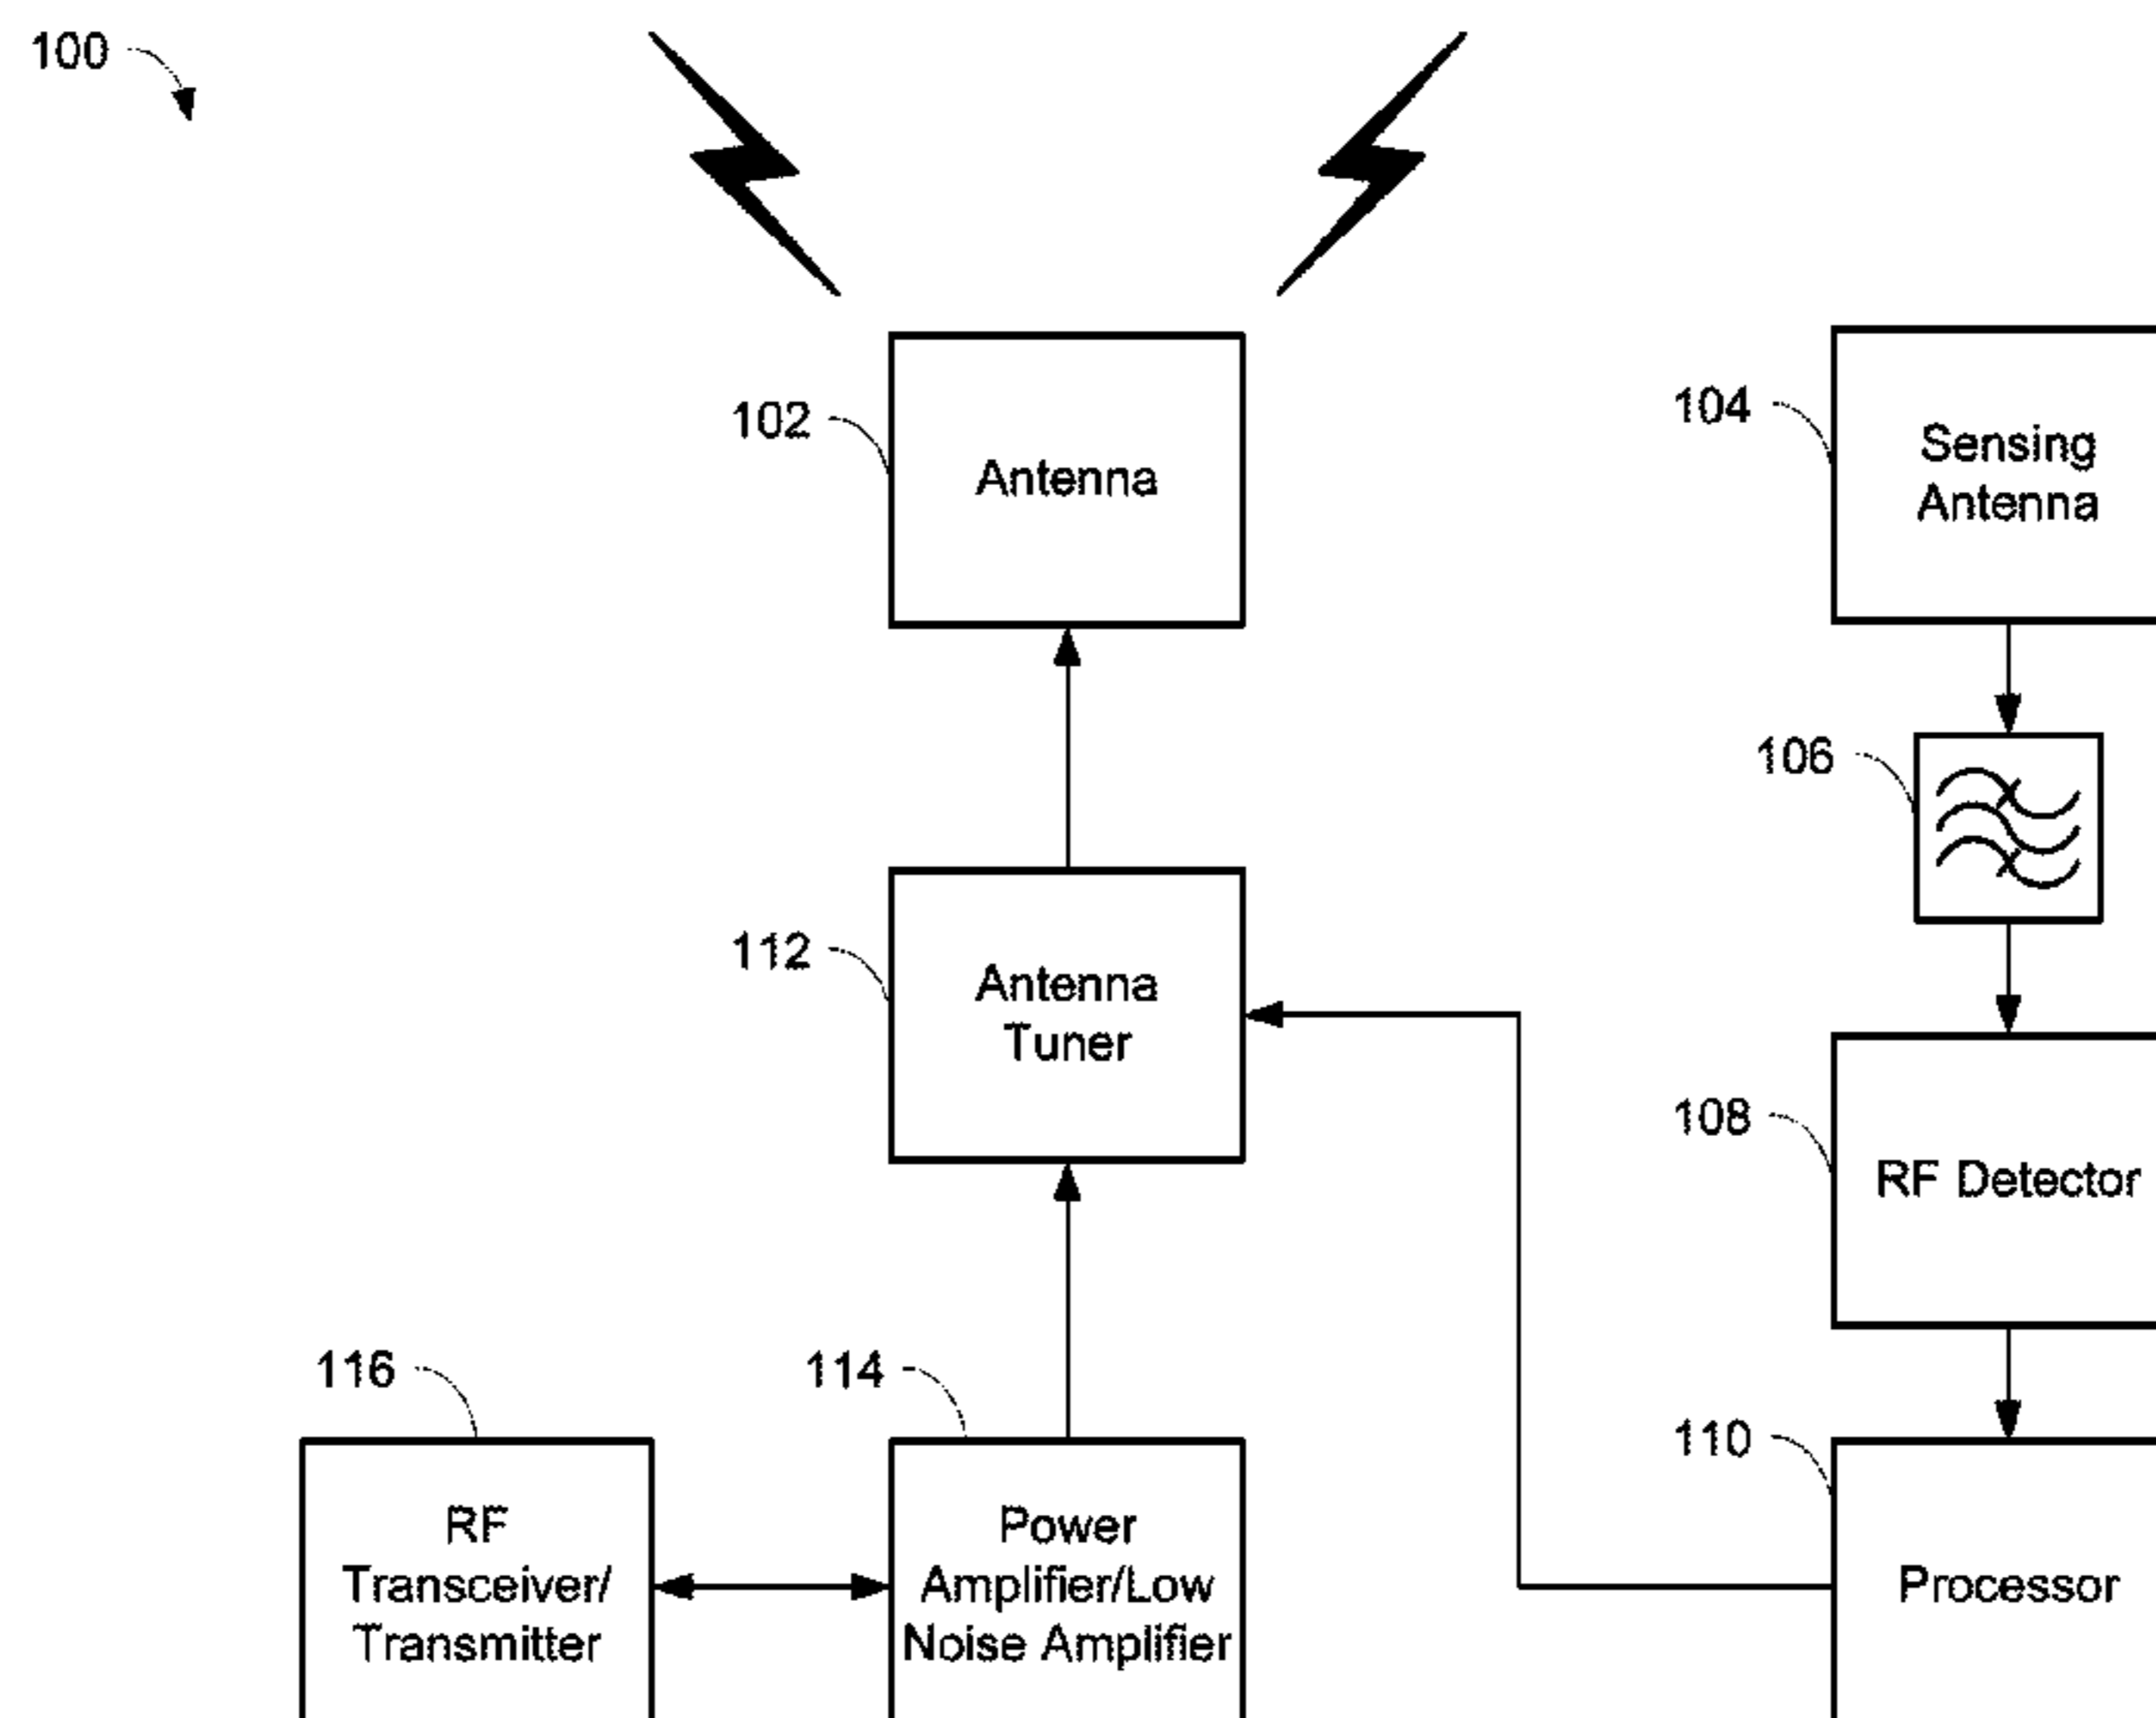 100
102
Antenna
104
Sensing
Antenna
106
112
Antenna
Tuner
108
RF Detector
116
RF
Transceiver/
Transmitter
114
Power
Amplifier/Low
Noise Amplifier
110
Processor